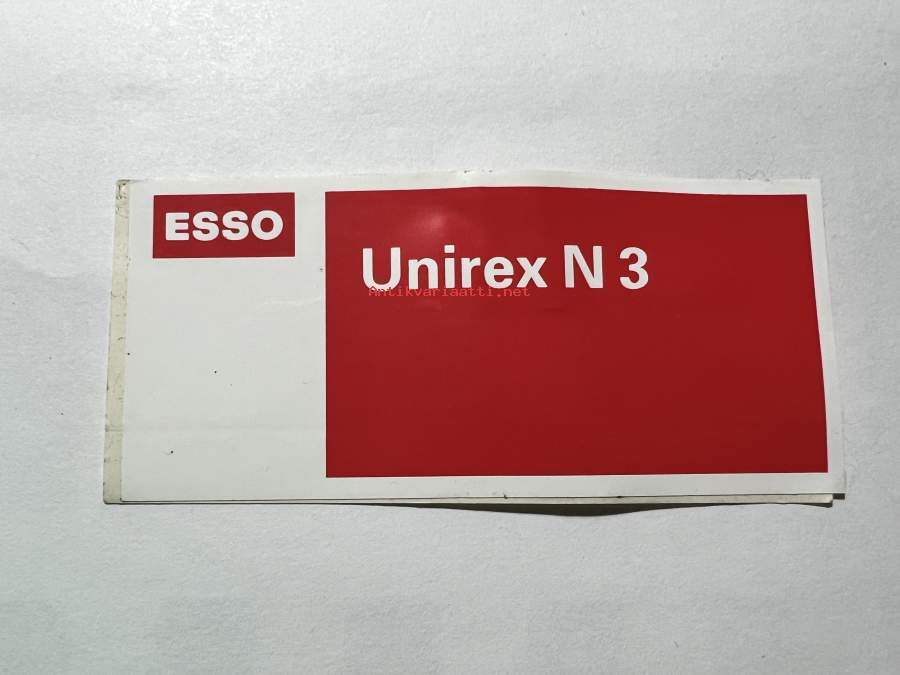 ESSO
Unirex N 3
Antikvariaatti.net